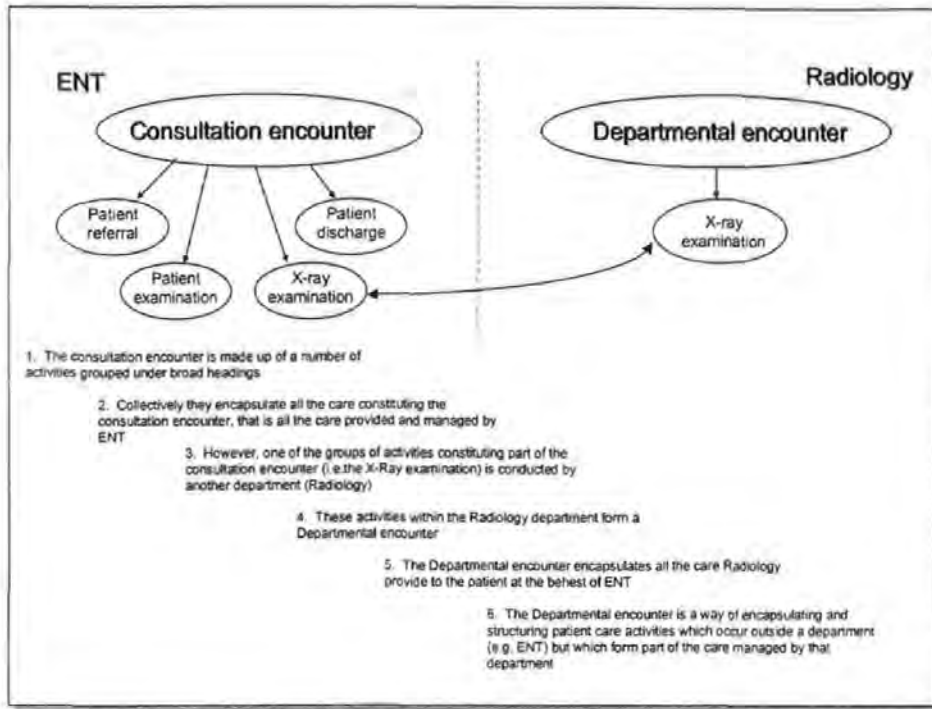 ENT
Radiology
Consultation encounter
Departmental encounter
Patient
referral
Patient
discharge
X-ray
examination
Patient
examination
X-ray
examination
1. The consultation encounter is made up of a number of
activities grouped under broad headings
2. Collectively they encapsulate all the care constituting the
consultation encounter, that is all the care provided and managed by
ENT
3. However, one of the groups of activities constituting part of the
consultation encounter (i.e.the X-Ray examination) is conducted by
another department (Radiology)
4. These activities within the Radiology department form a
Departmental encounter
5. The Departmental encounter encapsulates all the care Radiology
provide to the patient at the behest of ENT
6. The Departmental encounter is a way of encapsulating and
structuring patient care activities which occur outside a department
(e.g. ENT) but which form part of the care managed by that
department